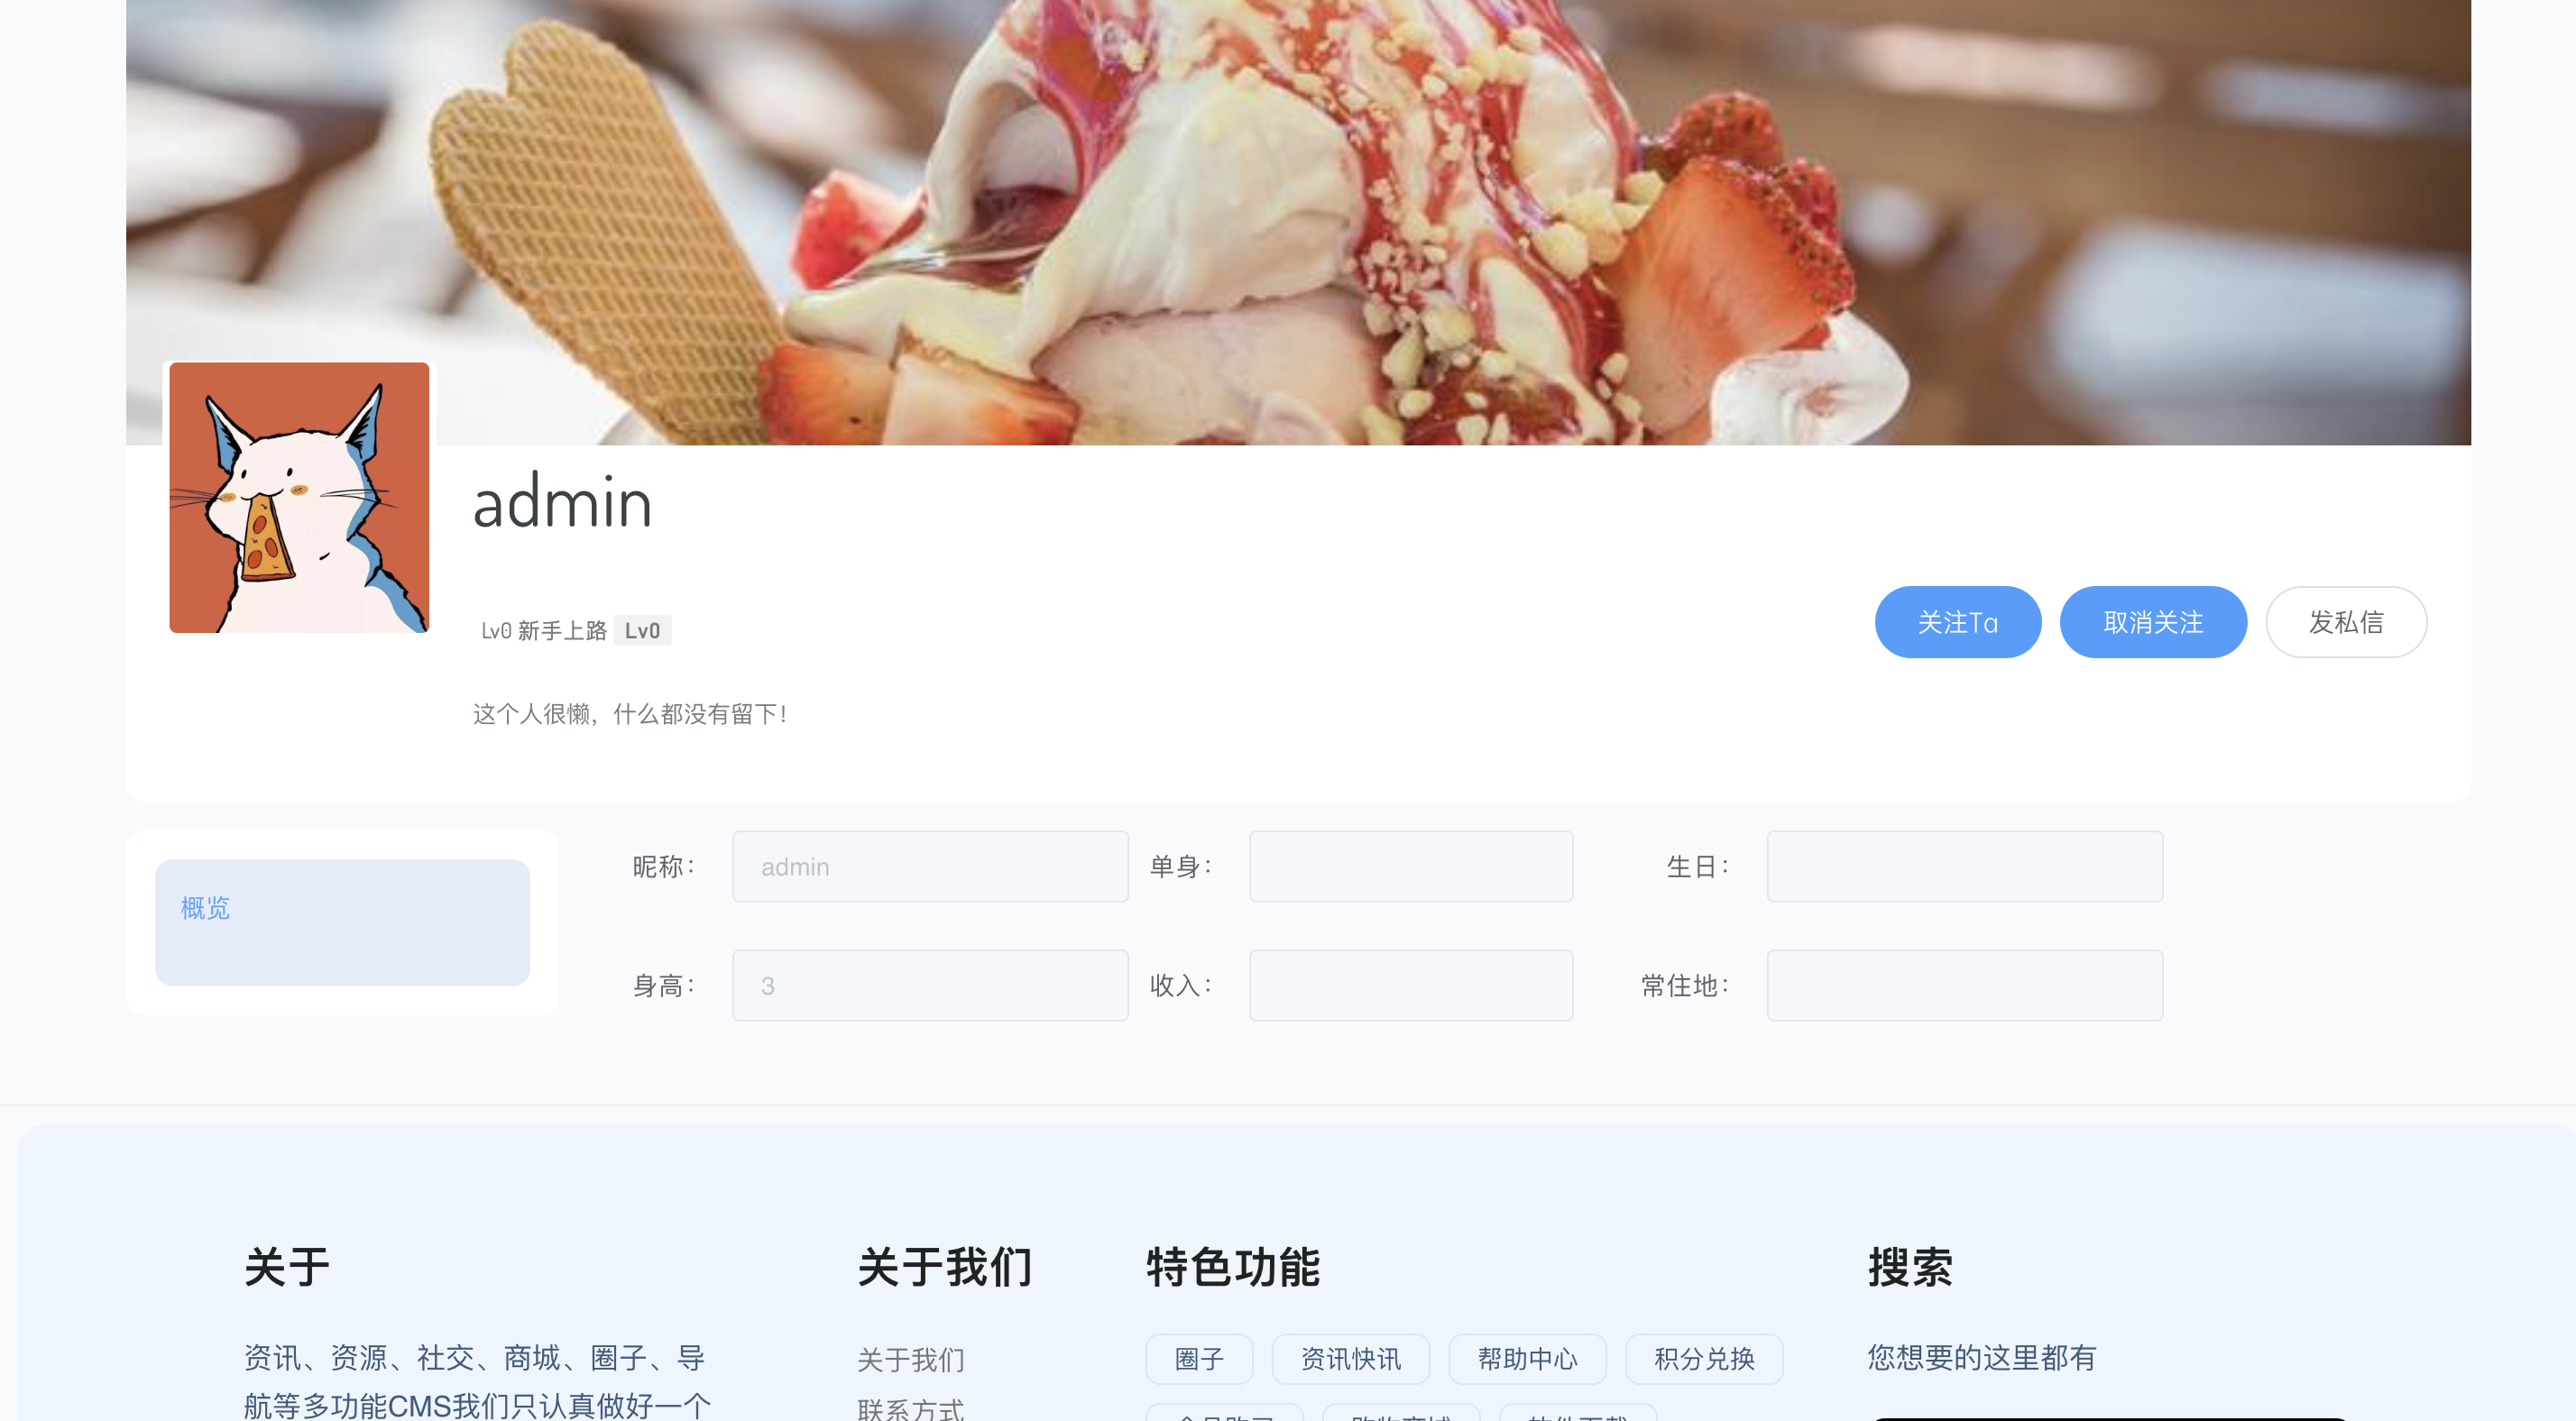 admin
Lv0 新手上路 Lv0
关注Ta 取消关注 发私信
这个人很懒，什么都没有留下！
概览
昵称： admin 单身： 生日：
身高： 3 收入： 常住地：
关于
资讯、资源、社交、商城、圈子、导
航等多功能CMS我们只认真做好一个
关于我们
关于我们
联系方式
特色功能
圈子 资讯快讯 帮助中心 积分兑换
搜索
您想要的这里都有